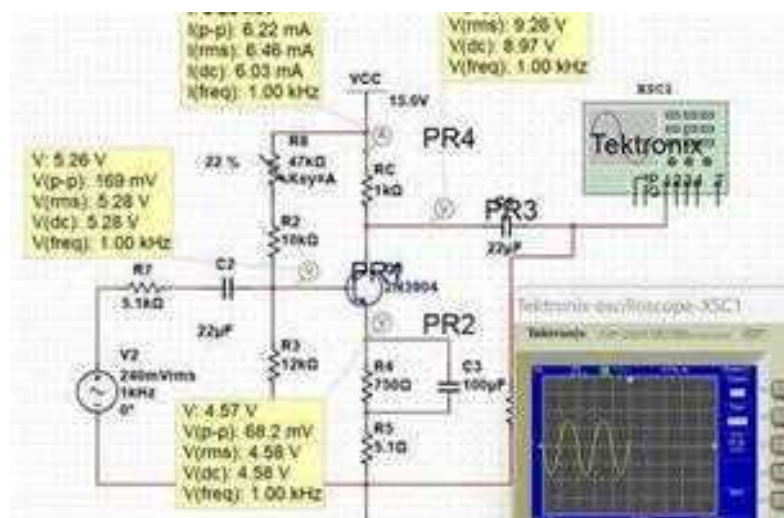 I(p-p): 6.22 mA
I(rms): 6.46 mA
I(dc): 6.03 mA
I(freq): 1.00 kHz
V(rms): 9.26 V
V(dc): 8.97 V
V(freq): 1.00 kHz
VCC
15.0V
XSC1
Tektronix
PR4
V: 5.26 V
V(p-p): 169 mV
V(rms): 5.28 V
V(dc): 5.28 V
V(freq): 1.00 kHz
22 %
47kΩ
Key=A
RC
1kΩ
PR3
22µF
R2
10kΩ
R7
5.1kΩ
C2
22µF
2N3904
PR2
R3
12kΩ
V2
240mVrms
1kHz
0°
R4
750Ω
C3
100µF
R5
5.1Ω
V: 4.57 V
V(p-p): 68.2 mV
V(rms): 4.58 V
V(dc): 4.58 V
V(freq): 1.00 kHz
Tektronix oscilloscope-XSC1
Tektronix